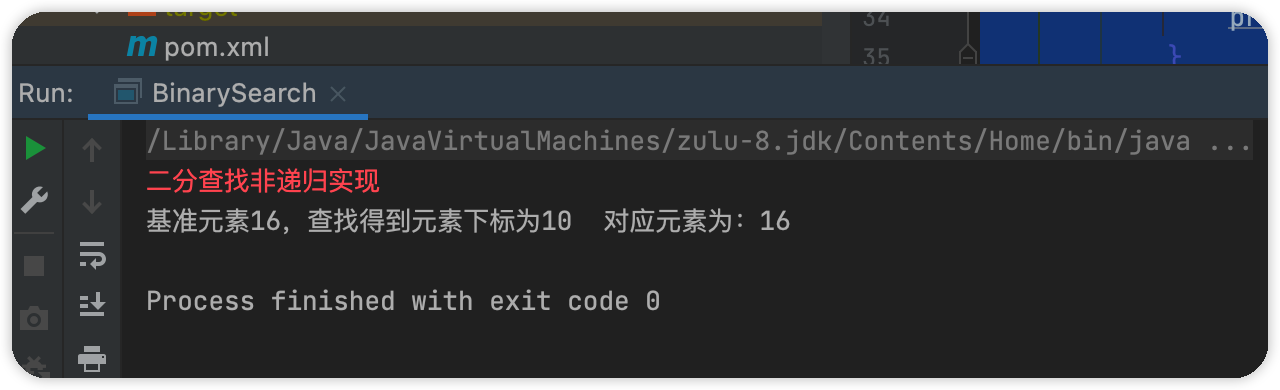 target
34
m pom.xml
pr
35
}
Run: BinarySearch
/Library/Java/JavaVirtualMachines/zulu-8.jdk/Contents/Home/bin/java ...
二分查找非递归实现
基准元素16，查找得到元素下标为10  对应元素为：16
Process finished with exit code 0